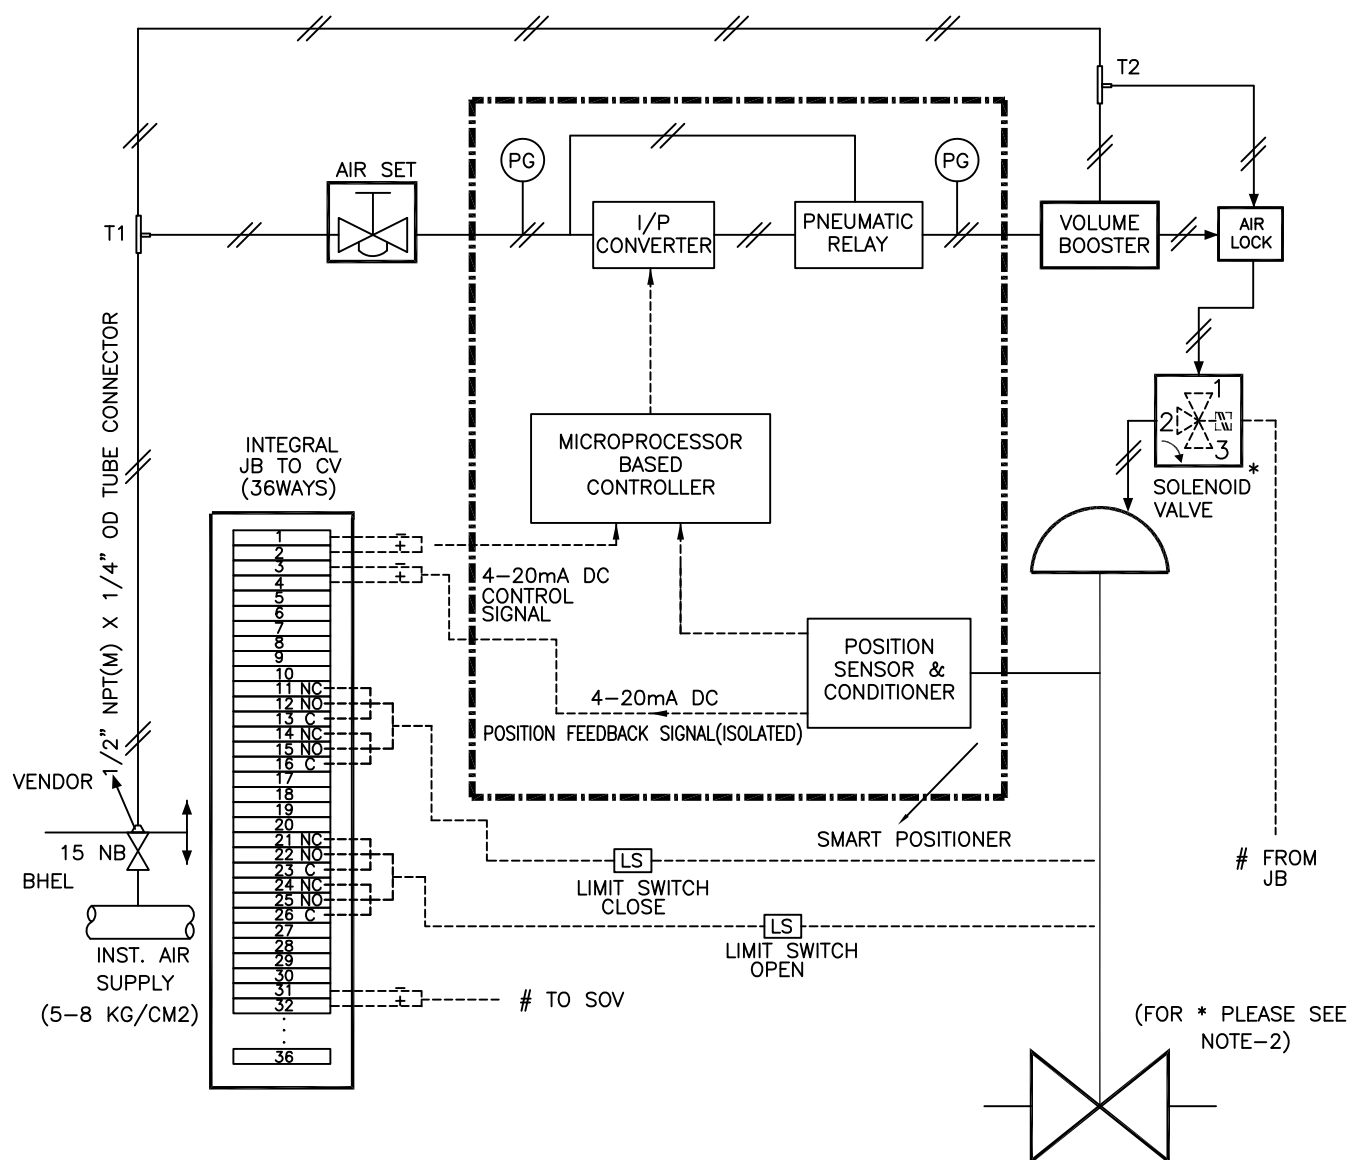 T2
AIR SET
PG
PG
T1
I/P
CONVERTER
PNEUMATIC
RELAY
VOLUME
BOOSTER
AIR
LOCK
1/2” NPT(M) X 1/4” OD TUBE CONNECTOR
1
2
3
SOLENOID *
VALVE
MICROPROCESSOR
BASED
CONTROLLER
INTEGRAL
JB TO CV
(36WAYS)
1
2
3
4
5
6
7
8
9
10
11 NC
12 NO
13 C
14 NC
15 NO
16 C
17
18
19
20
21 NC
22 NO
23 C
24 NC
25 NO
26 C
27
28
29
30
31
32
36
−
+
−
+
−
+
4−20mA DC
CONTROL
SIGNAL
POSITION
SENSOR &
CONDITIONER
4−20mA DC
POSITION FEEDBACK SIGNAL(ISOLATED)
SMART POSITIONER
VENDOR
15 NB
BHEL
INST. AIR
SUPPLY
(5−8 KG/CM2)
LS
LIMIT SWITCH
CLOSE
LS
LIMIT SWITCH
OPEN
# TO SOV
# FROM
JB
(FOR * PLEASE SEE
NOTE−2)